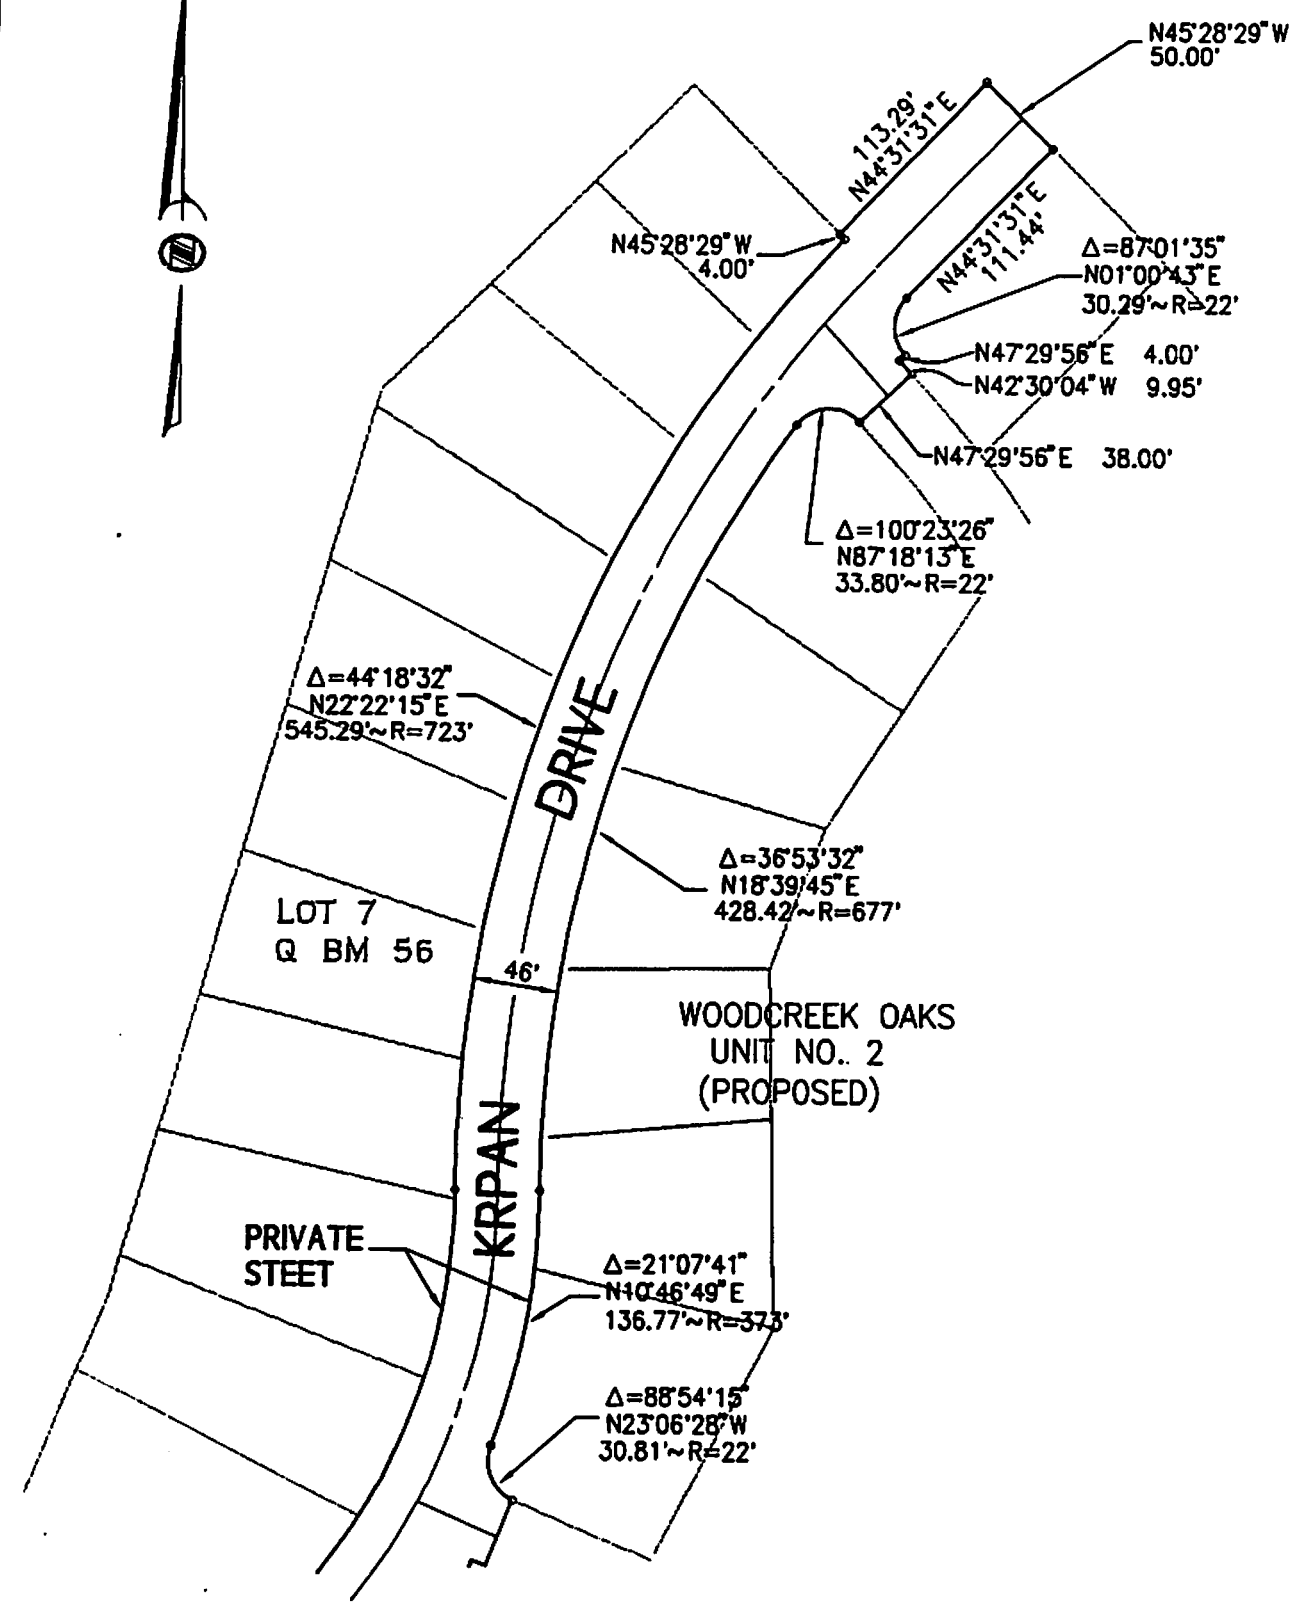 N45°28'29"W
50.00'
113.29'
N44°31'31"E
N44°31'31"E
111.44'
N45°28'29"W
4.00'
Δ=87°01'35"
N01°00'43"E
30.29'~R=22'
N47°29'56"E 4.00'
N42°30'04"W 9.95'
N47°29'56"E 38.00'
Δ=100°23'26"
N87°18'13"E
33.80'~R=22'
Δ=44°18'32"
N22°22'15"E
545.29'~R=723'
DRIVE
Δ=36°53'32"
N18°39'45"E
428.42'~R=677'
LOT 7
Q BM 56
46'
WOODCREEK OAKS
UNIT NO. 2
(PROPOSED)
KRPAN
PRIVATE
STEET
Δ=21°07'41"
N10°46'49"E
136.77'~R=373'
Δ=88°54'15"
N23°06'28"W
30.81'~R=22'